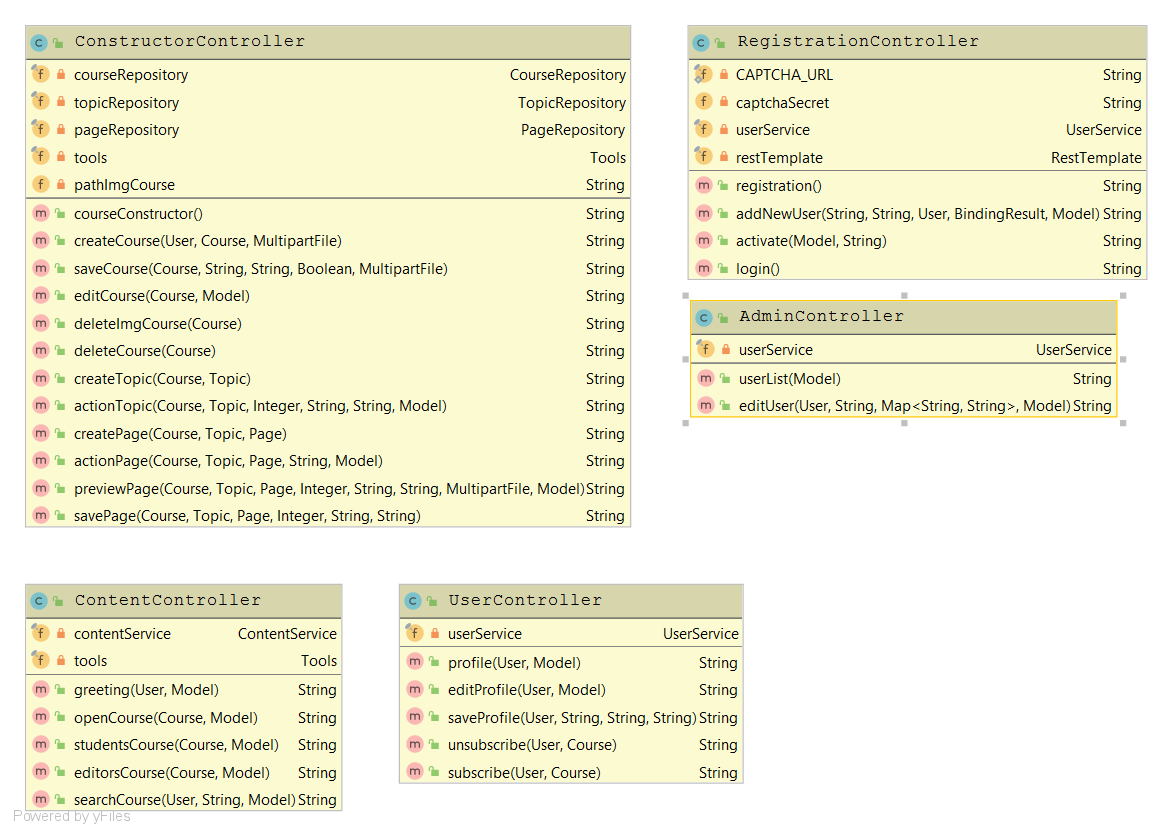 ConstructorController
courseRepository CourseRepository
topicRepository TopicRepository
pageRepository PageRepository
tools Tools
pathImgCourse String
courseConstructor() String
createCourse(User, Course, MultipartFile) String
saveCourse(Course, String, String, Boolean, MultipartFile) String
editCourse(Course, Model) String
deleteImgCourse(Course) String
deleteCourse(Course) String
createTopic(Course, Topic) String
actionTopic(Course, Topic, Integer, String, String, Model) String
createPage(Course, Topic, Page) String
actionPage(Course, Topic, Page, String, Model) String
previewPage(Course, Topic, Page, Integer, String, String, MultipartFile, Model) String
savePage(Course, Topic, Page, Integer, String, String) String
RegistrationController
CAPTCHA_URL String
captchaSecret String
userService UserService
restTemplate RestTemplate
registration() String
addNewUser(String, String, User, BindingResult, Model) String
activate(Model, String) String
login() String
AdminController
userService UserService
userList(Model) String
editUser(User, String, Map<String, String>, Model) String
ContentController
contentService ContentService
tools Tools
greeting(User, Model) String
openCourse(Course, Model) String
studentsCourse(Course, Model) String
editorsCourse(Course, Model) String
searchCourse(User, String, Model) String
UserController
userService UserService
profile(User, Model) String
editProfile(User, Model) String
saveProfile(User, String, String, String) String
unsubscribe(User, Course) String
subscribe(User, Course) String
Powered by yFiles